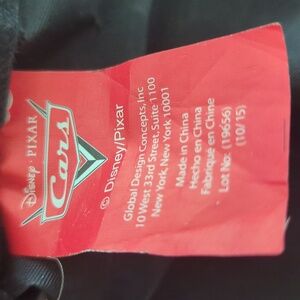 Disney · PIXAR
Cars
© Disney/Pixar
Global Design Concepts, Inc
10 West 33rd Street, Suite 1100
New York, New York 10001
Made in China
Hecho en China
Fabriqué en Chine
Lot No: (19656)
(10/15)